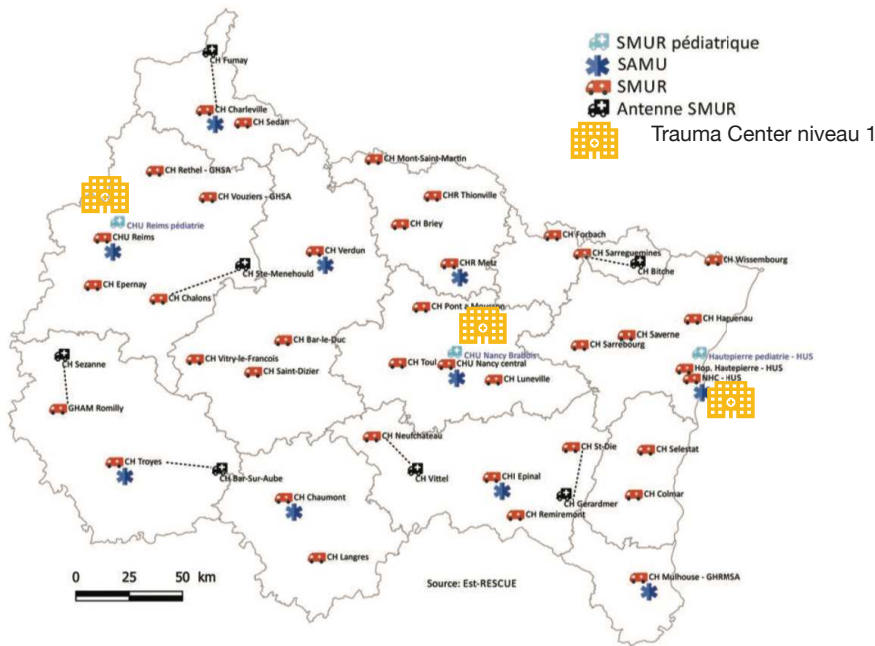 SMUR pédiatrique
SAMU
SMUR
Antenne SMUR
Trauma Center niveau 1
CH Fumay
CH Charleville
CH Sedan
CH Rethel - GHSA
CH Vouziers - GHSA
CHU Reims pédiatrie
CHU Reims
CH Epernay
CH Chalons
CH Ste-Menehould
CH Verdun
CH Mont-Saint-Martin
CHR Thionville
CH Briey
CHR Metz
CH Forbach
CH Sarreguemines
CH Bitche
CH Wissembourg
CH Pont a Mousson
CH Haguenau
CH Saverne
CH Sarrebourg
CH Bar-le-Duc
CH Vitry-le-Francois
CH Saint-Dizier
CHU Nancy Brabois
CH Toul
CHU Nancy central
CH Luneville
Hautepierre pediatrie - HUS
Hop. Hautepierre - HUS
NHC - HUS
CH Sezanne
GHAM Romilly
CH Troyes
CH Bar-Sur-Aube
CH Neufchateau
CH Vittel
CH St-Die
CHI Epinal
CH Gerardmer
CH Remiremont
CH Selestat
CH Colmar
CH Chaumont
CH Langres
CH Mulhouse - GHRMSA
0 25 50 km
Source: Est-RESCUE